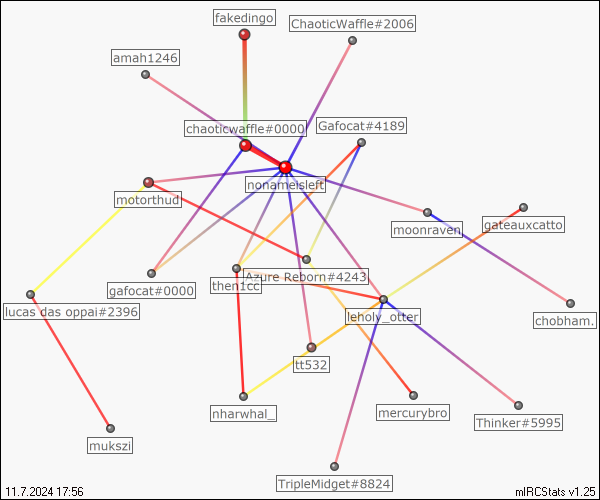 fakedingo
ChaoticWaffle#2006
amah1246
chaoticwaffle#0000
Gafocat#4189
nonameisleft
motorthud
moonraven
gateauxcatto
Azure Reborn#4243
then1cc
gafocat#0000
lucas das oppai#2396
leholy_otter
chobham.
tt532
nharwhal_
mercurybro
Thinker#5995
mukszi
TripleMidget#8824
11.7.2024 17:56
mIRCStats v1.25